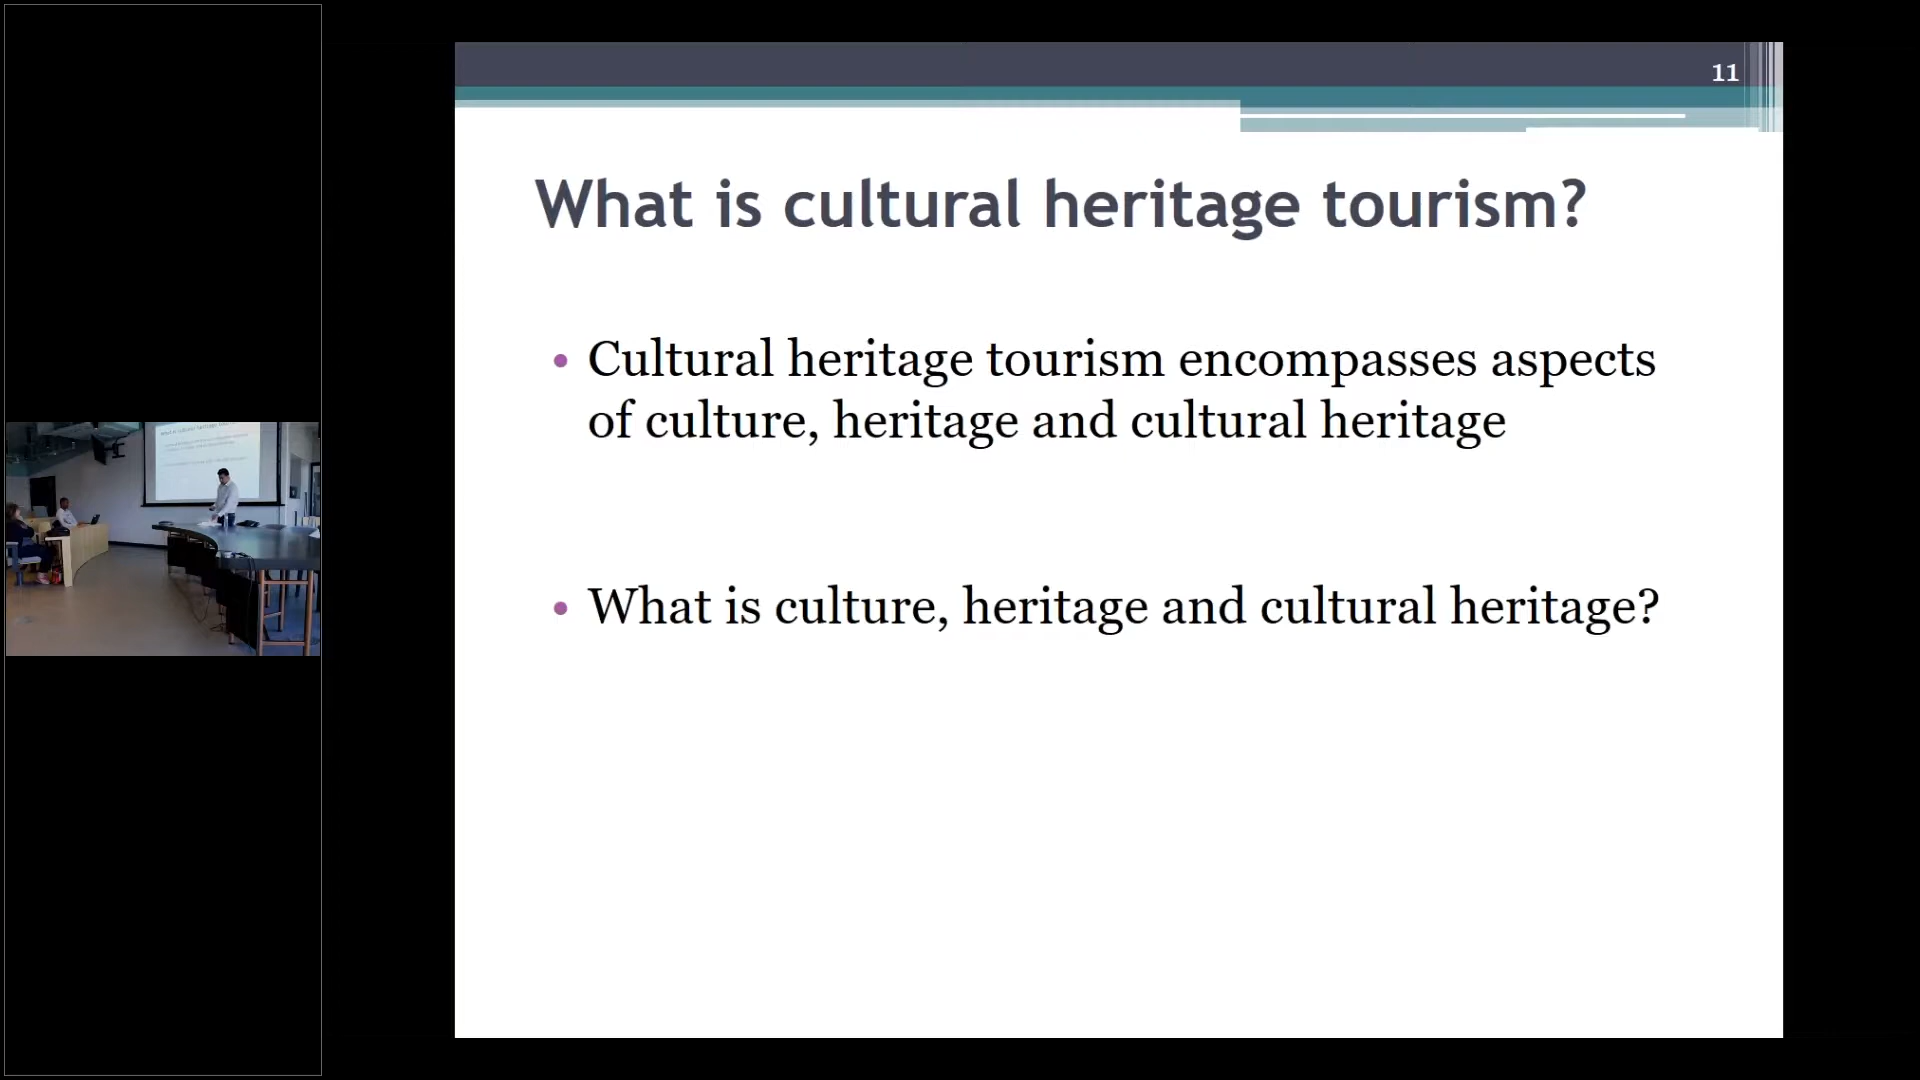 11
What is cultural heritage tourism?
• Cultural heritage tourism encompasses aspects
of culture, heritage and cultural heritage
• What is culture, heritage and cultural heritage?